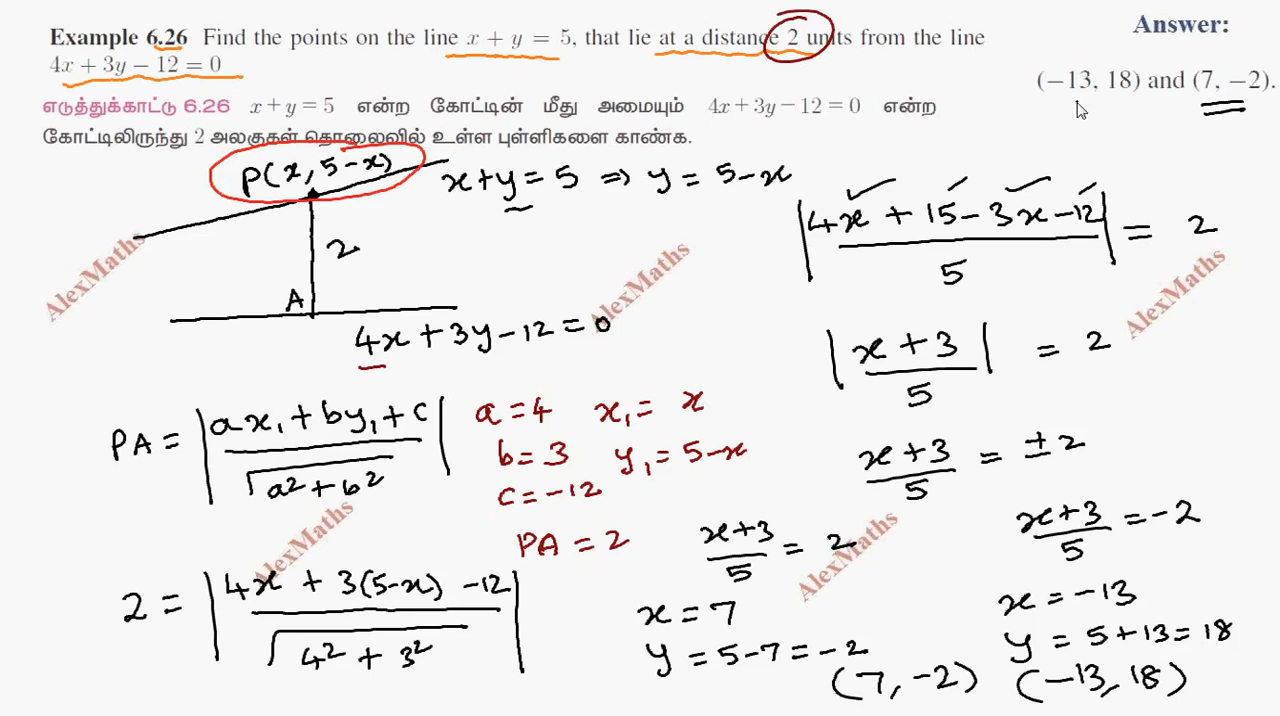 Example 6.26 Find the points on the line x + y = 5, that lie at a distance 2 units from the line
4x + 3y − 12 = 0
Answer:
(−13, 18) and (7, −2).
எடுத்துக்காட்டு 6.26 x + y = 5 என்ற கோட்டின் மீது அமையும் 4x + 3y − 12 = 0 என்ற
கோட்டிலிருந்து 2 அலகுகள் தொலைவில் உள்ள புள்ளிகளை காண்க.
P(x, 5−x)
x+y = 5 ⇒ y = 5−x
2
A
4x + 3y − 12 = 0
PA = |ax₁ + by₁ + c / √a² + b²|
a = 4 x₁ = x
b = 3 y₁ = 5−x
c = −12
PA = 2
2 = |4x + 3(5−x) −12 / √4² + 3²|
|4x + 15 − 3x − 12 / 5| = 2
|x + 3 / 5| = 2
x + 3 / 5 = ± 2
x+3 / 5 = 2
x = 7
y = 5−7 = −2
(7, −2)
x+3 / 5 = −2
x = −13
y = 5+13 = 18
(−13, 18)
AlexMaths
AlexMaths
AlexMaths
AlexMaths
AlexMaths